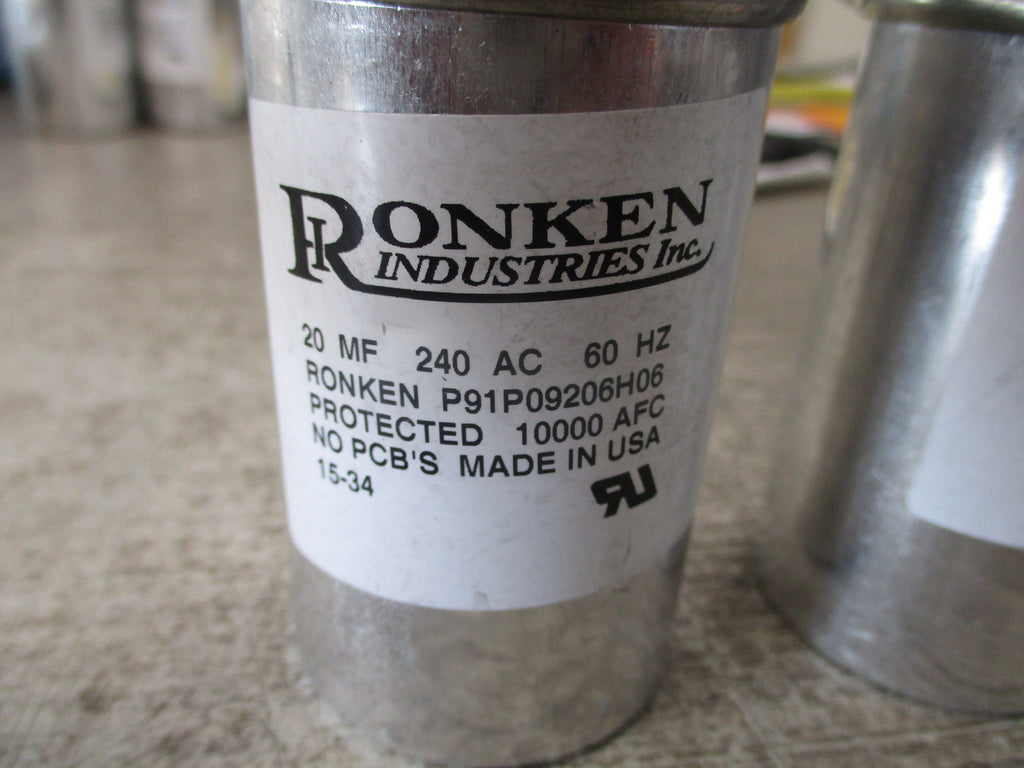 RONKEN
INDUSTRIES Inc.
20 MF 240 AC 60 HZ
RONKEN P91P09206H06
PROTECTED 10000 AFC
NO PCB'S MADE IN USA
15-34
RU